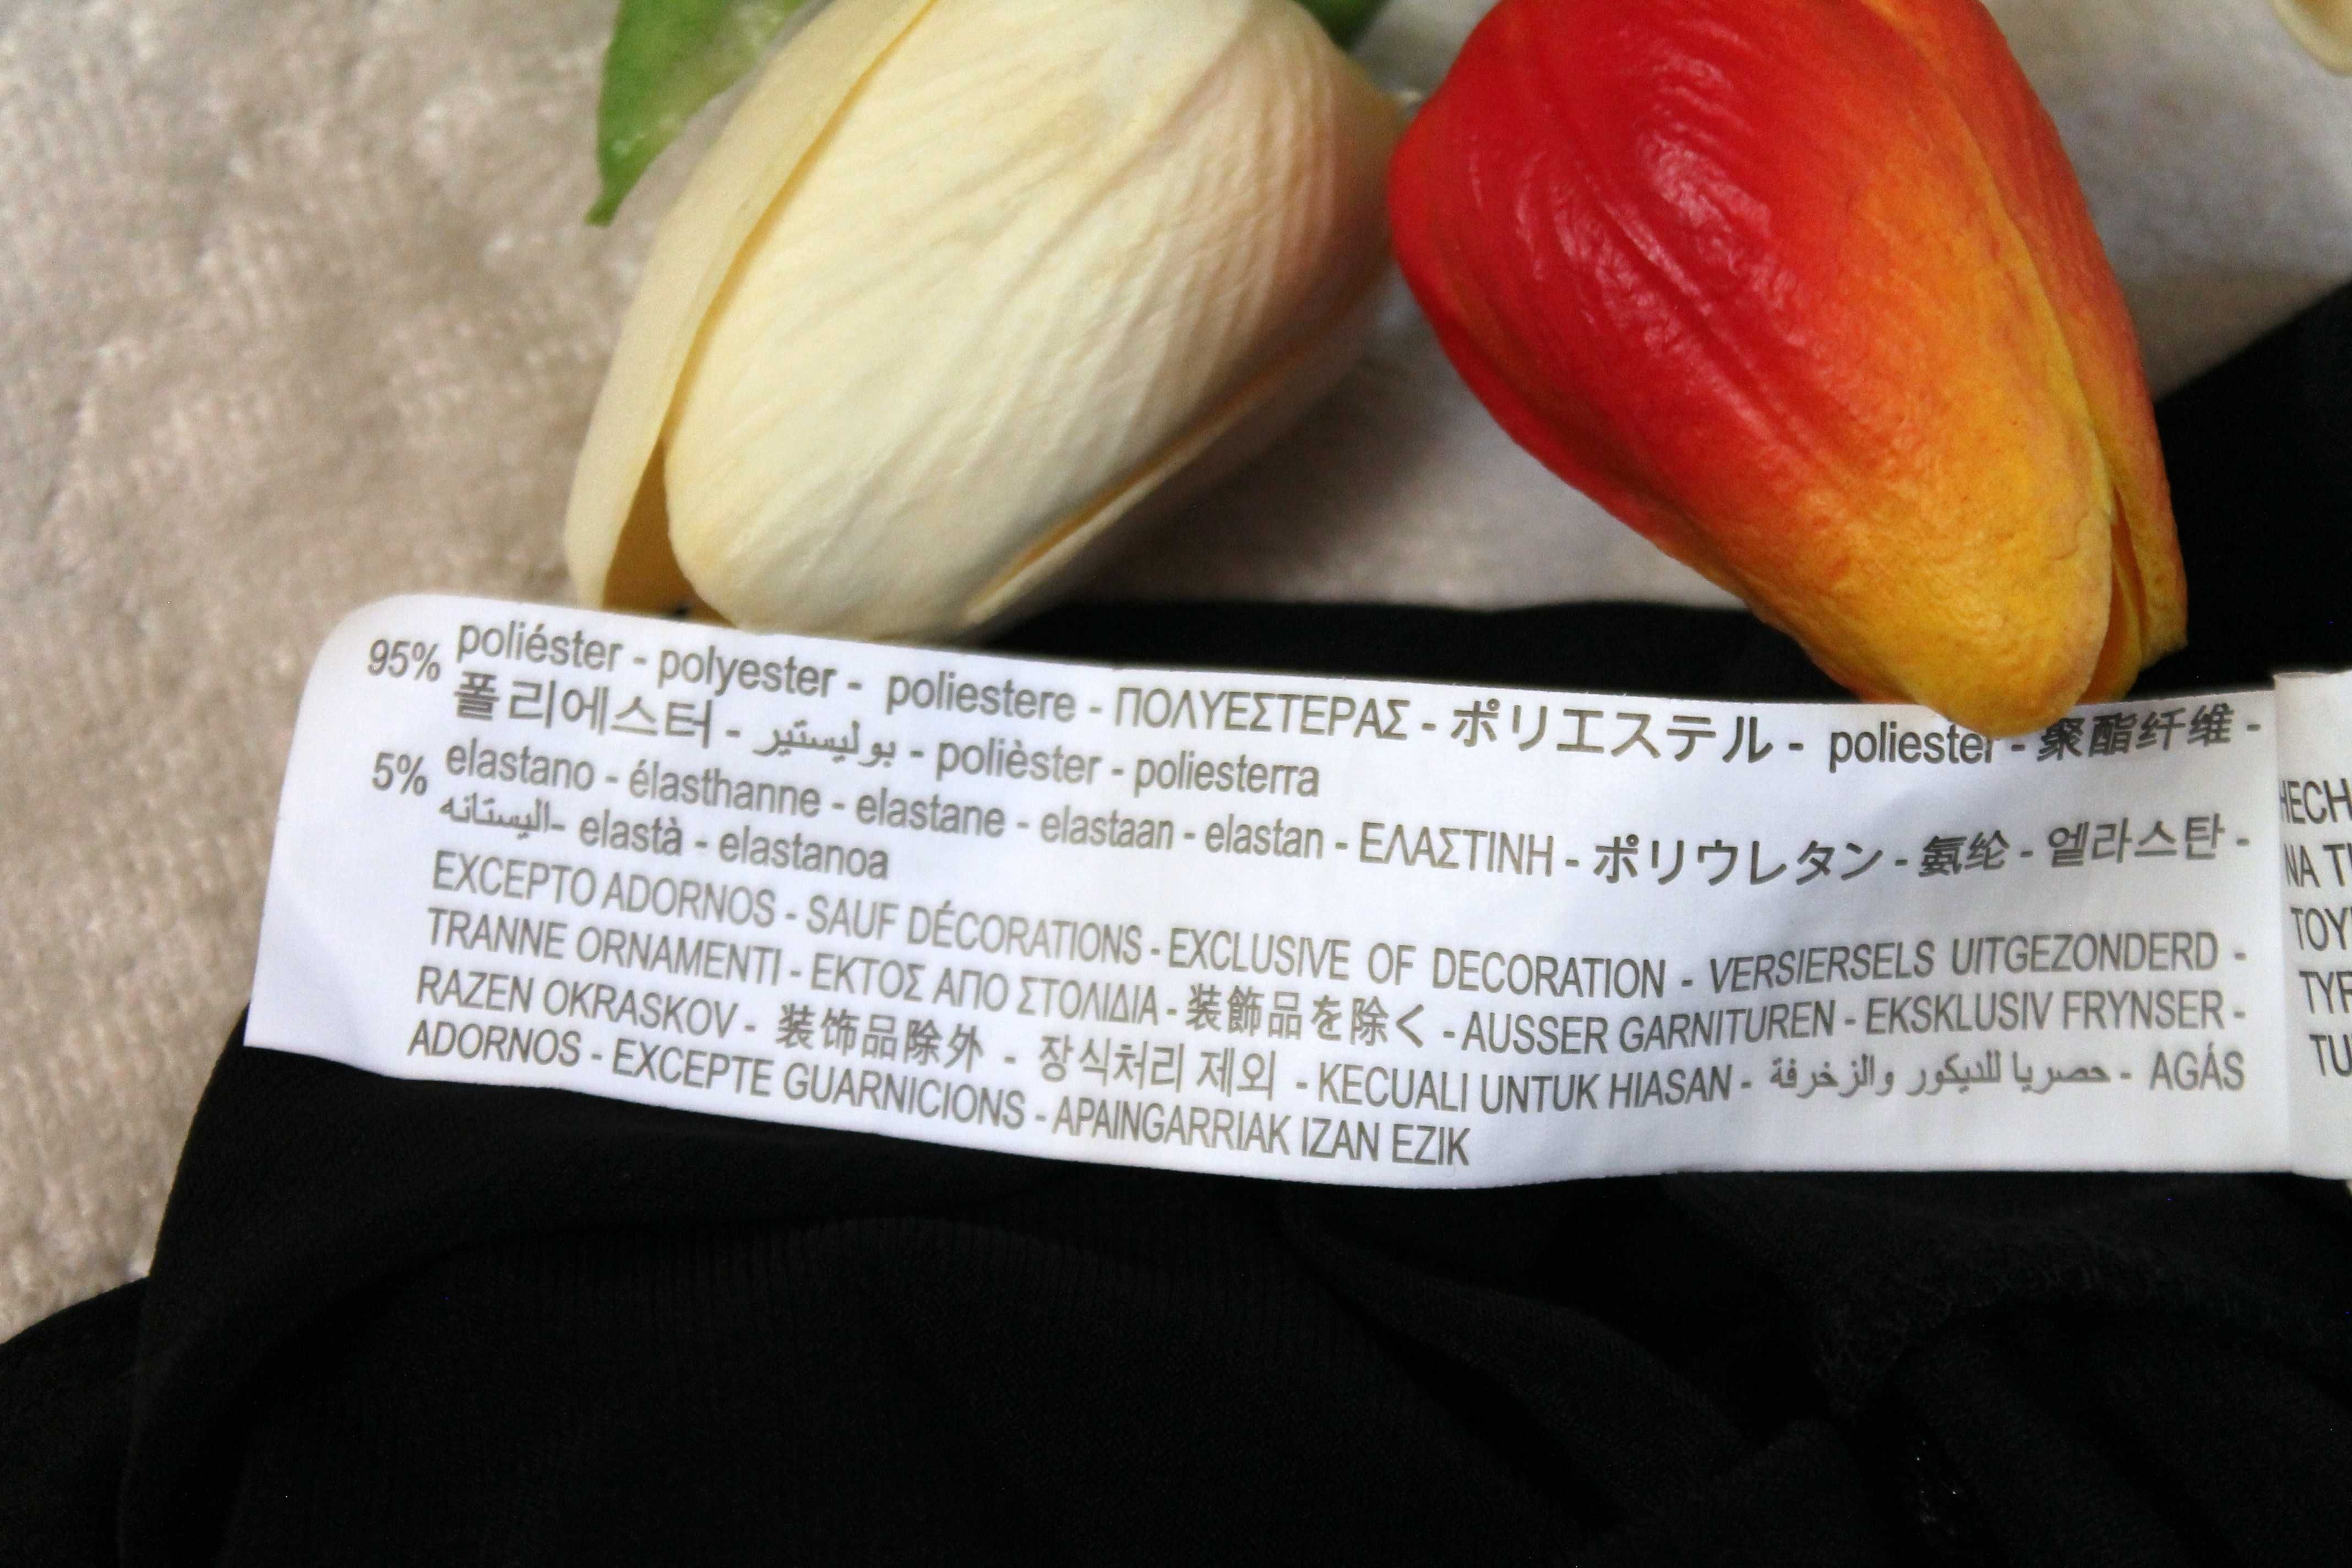 95% poliéster - polyester - poliestere - ΠΟΛΥΕΣΤΕΡΑΣ - ポリエステル - poliester - 聚酯纤维 -
폴리에스터 - بوليستير - polièster - poliesterra
5% elastano - élasthanne - elastane - elastaan - elastan - ΕΛΑΣΤΙΝΗ - ポリウレタン - 氨纶 - 엘라스탄 -
اليستانه- elastà - elastanoa
EXCEPTO ADORNOS - SAUF DÉCORATIONS - EXCLUSIVE OF DECORATION - VERSIERSELS UITGEZONDERD -
TRANNE ORNAMENTI - ΕΚΤΟΣ ΑΠΟ ΣΤΟΛΙΔΙΑ - 装飾品を除く - AUSSER GARNITUREN - EKSKLUSIV FRYNSER -
RAZEN OKRASKOV - 装饰品除外 - 장식처리 제외 - KECUALI UNTUK HIASAN - حصريا للديكور والزخرفة - AGÁS
ADORNOS - EXCEPTE GUARNICIONS - APAINGARRIAK IZAN EZIK
HECH
NA T
TOY
TYR
TU